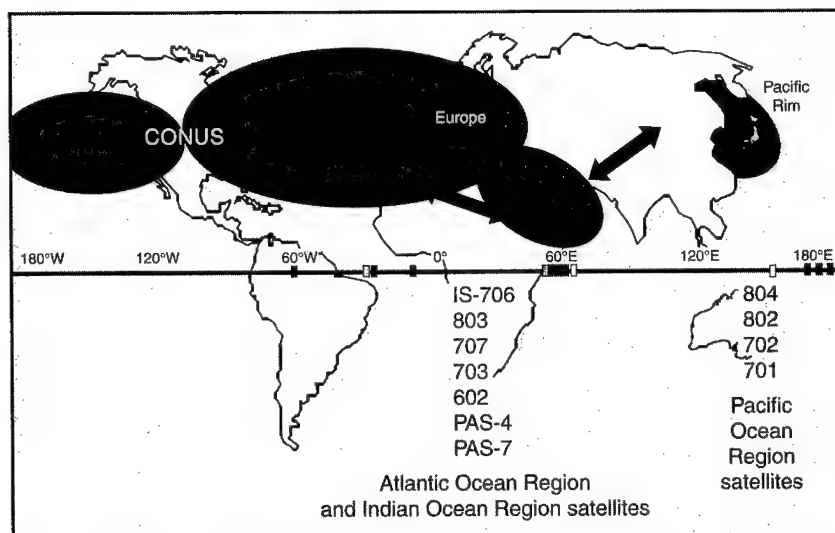 Pacific
Rim
Europe
CONUS
180°W 120°W 60°W 0° 60°E 120°E 180°E
IS-706
803
707
703
602
PAS-4
PAS-7
804
802
702
701
Atlantic Ocean Region
and Indian Ocean Region satellites
Pacific
Ocean
Region
satellites